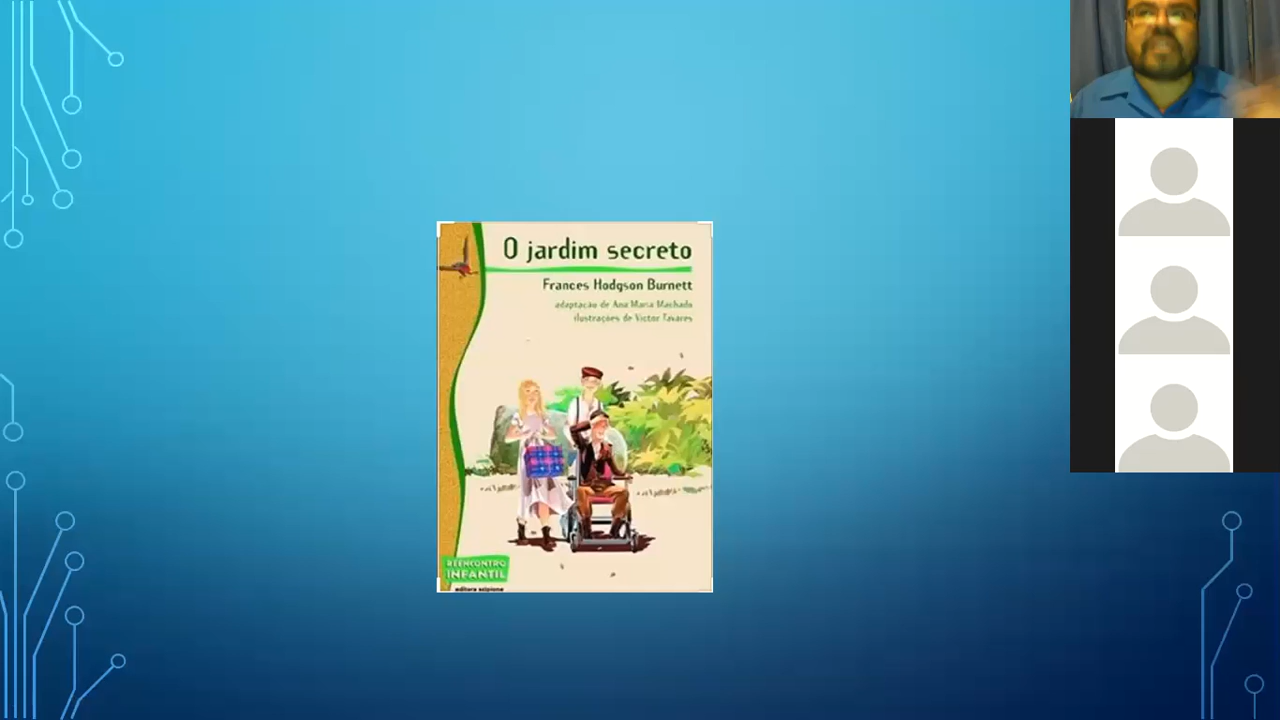 O jardim secreto
Frances Hodgson Burnett
adaptação de Ana Maria Machado
ilustrações de Victor Tavares
REENCONTRO
INFANTIL
editora scipione